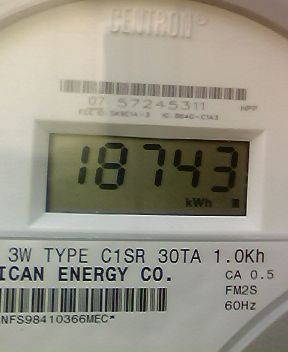 CENTRON
07 57245311
HPP
18743
kWh
3W TYPE C1SR 30TA 1.0Kh
ICAN ENERGY CO.
CA 0.5
FM2S
60Hz
NFS98410366MEC*